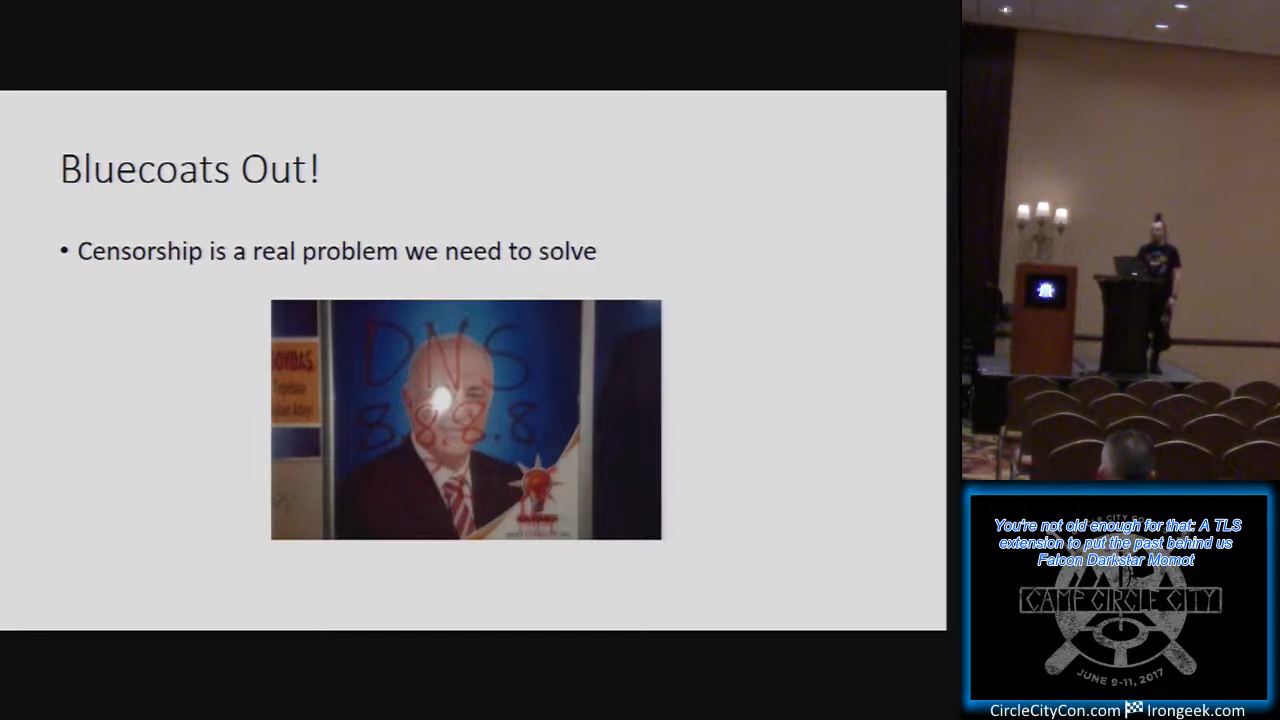 Bluecoats Out!
• Censorship is a real problem we need to solve
DNS
8.8.8.8
You're not old enough for that: A TLS
extension to put the past behind us
Falcon Darkstar Momot
CAMP CIRCLE CITY
JUNE 9-11, 2017
CircleCityCon.com
Irongeek.com